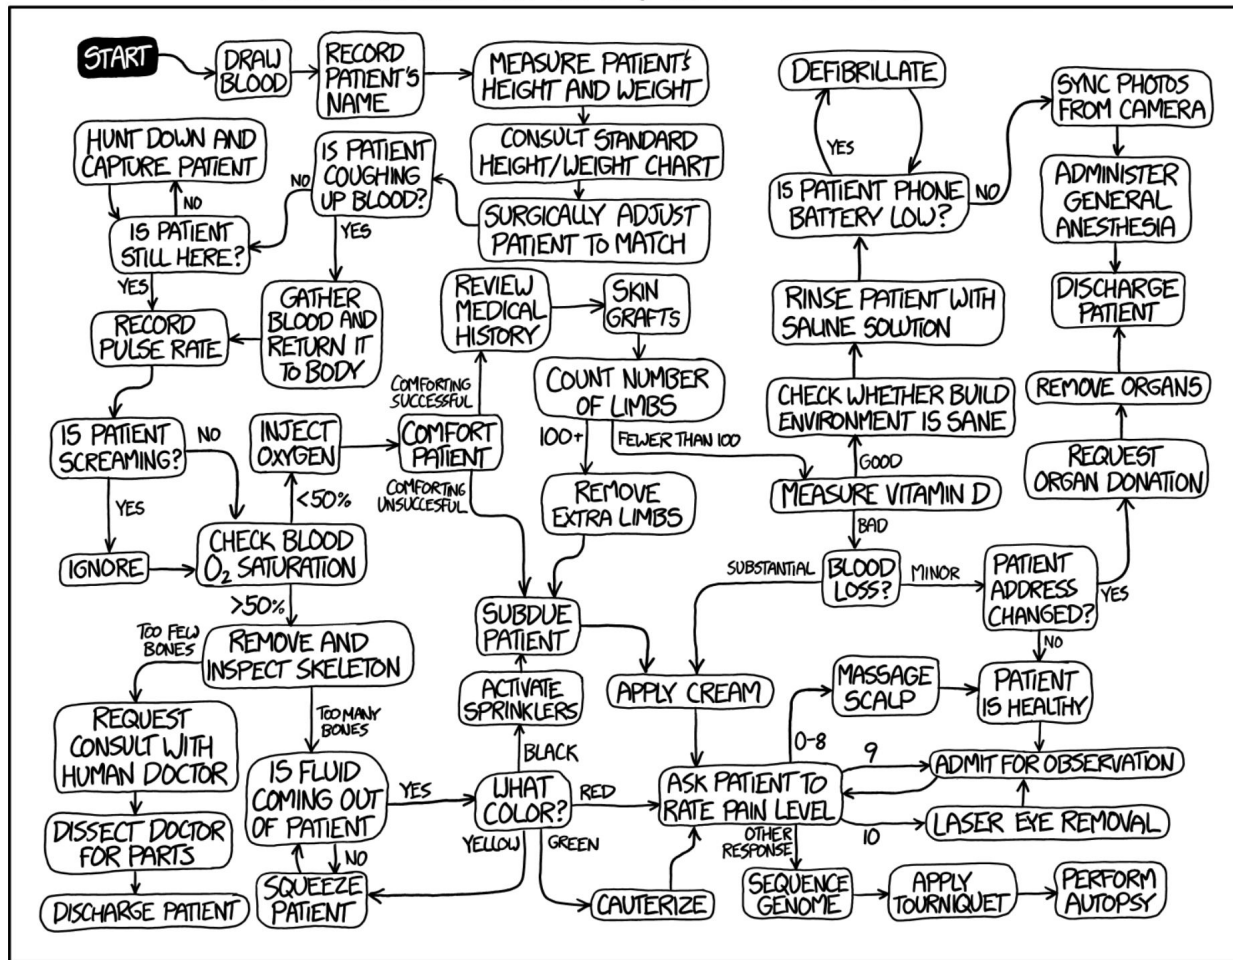 START
DRAW
BLOOD
RECORD
PATIENT'S
NAME
MEASURE PATIENT'S
HEIGHT AND WEIGHT
CONSULT STANDARD
HEIGHT/WEIGHT CHART
SURGICALLY ADJUST
PATIENT TO MATCH
IS PATIENT
COUGHING
UP BLOOD?
NO
YES
HUNT DOWN AND
CAPTURE PATIENT
NO
IS PATIENT
STILL HERE?
YES
GATHER
BLOOD AND
RETURN IT
TO BODY
RECORD
PULSE RATE
IS PATIENT
SCREAMING?
NO
YES
IGNORE
CHECK BLOOD
O₂ SATURATION
<50%
>50%
INJECT
OXYGEN
COMFORT
PATIENT
COMFORTING
SUCCESSFUL
COMFORTING
UNSUCCESFUL
REVIEW
MEDICAL
HISTORY
SKIN
GRAFTS
COUNT NUMBER
OF LIMBS
100+
FEWER THAN 100
REMOVE
EXTRA LIMBS
SUBDUE
PATIENT
ACTIVATE
SPRINKLERS
BLACK
REMOVE AND
INSPECT SKELETON
TOO FEW
BONES
TOO MANY
BONES
REQUEST
CONSULT WITH
HUMAN DOCTOR
DISSECT DOCTOR
FOR PARTS
DISCHARGE PATIENT
IS FLUID
COMING OUT
OF PATIENT
YES
NO
SQUEEZE
PATIENT
WHAT
COLOR?
RED
YELLOW
GREEN
CAUTERIZE
APPLY CREAM
DEFIBRILLATE
YES
IS PATIENT PHONE
BATTERY LOW?
NO
SYNC PHOTOS
FROM CAMERA
ADMINISTER
GENERAL
ANESTHESIA
DISCHARGE
PATIENT
RINSE PATIENT WITH
SALINE SOLUTION
CHECK WHETHER BUILD
ENVIRONMENT IS SANE
GOOD
MEASURE VITAMIN D
BAD
REMOVE ORGANS
REQUEST
ORGAN DONATION
BLOOD
LOSS?
SUBSTANTIAL
MINOR
PATIENT
ADDRESS
CHANGED?
YES
NO
MASSAGE
SCALP
PATIENT
IS HEALTHY
ASK PATIENT TO
RATE PAIN LEVEL
0-8
9
10
OTHER
RESPONSE
ADMIT FOR OBSERVATION
LASER EYE REMOVAL
SEQUENCE
GENOME
APPLY
TOURNIQUET
PERFORM
AUTOPSY